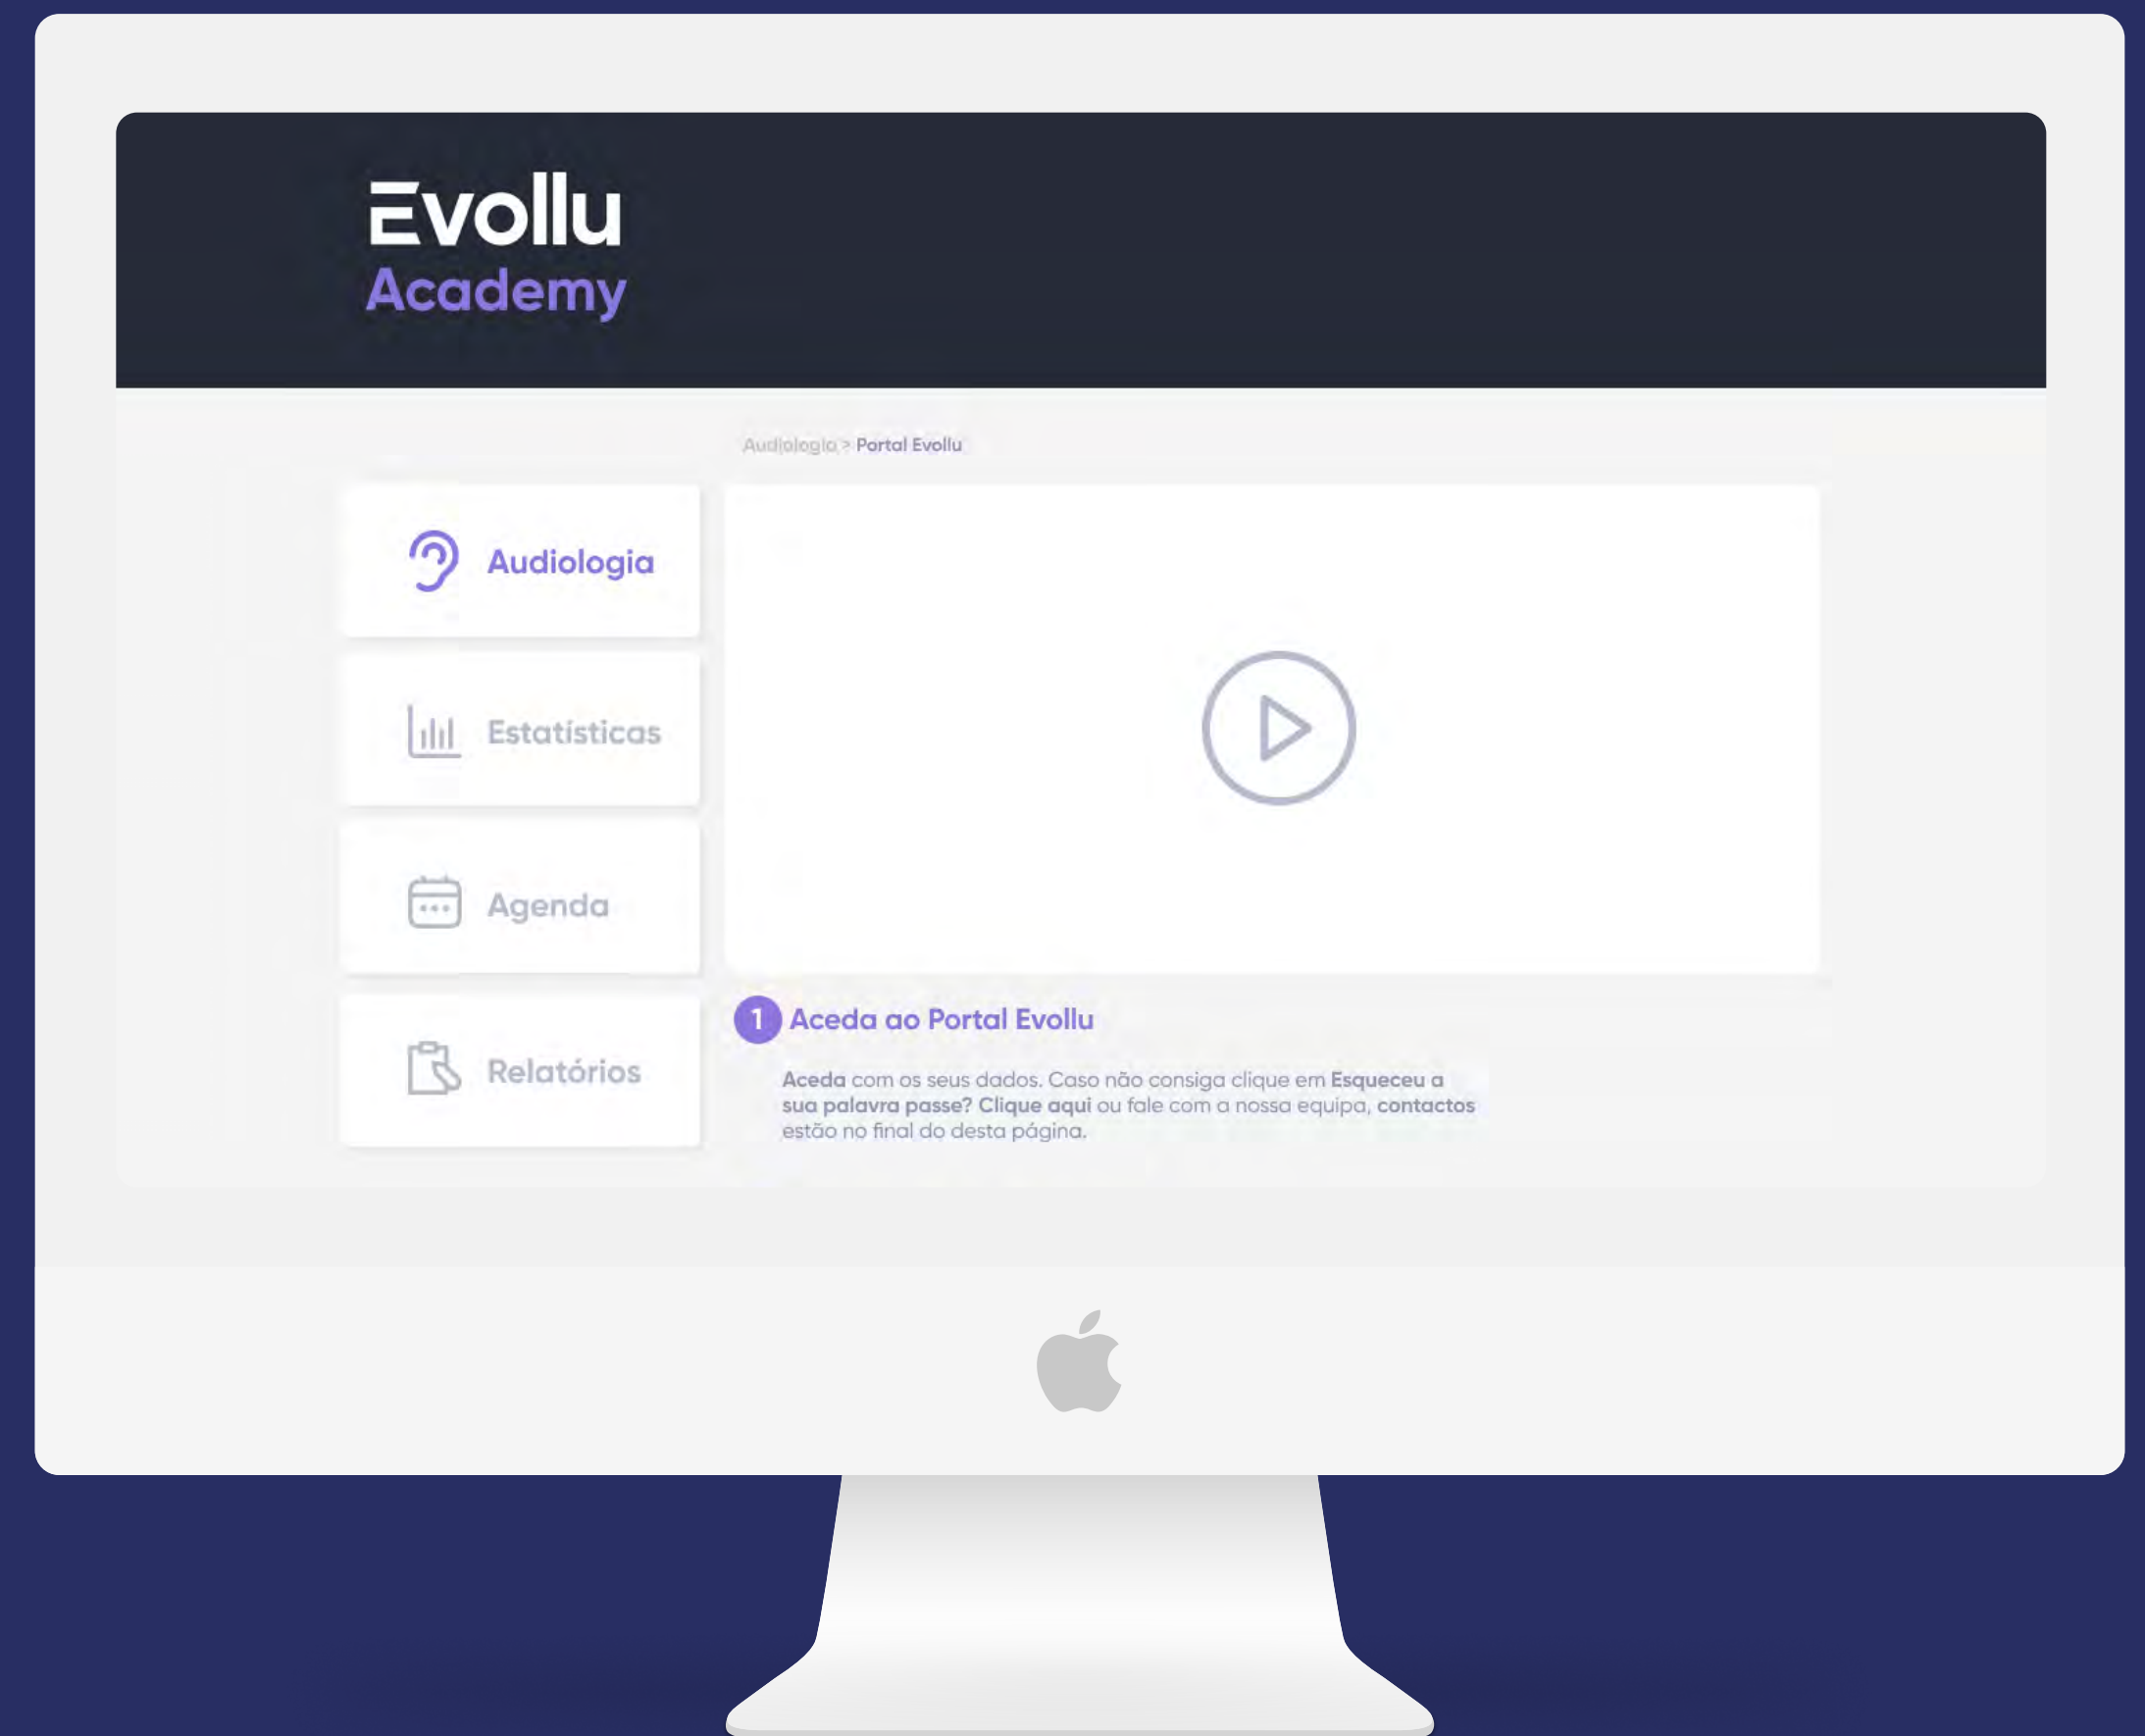 Evollu
Academy
Audiologia > Portal Evollu
Audiologia
Estatísticas
Agenda
Relatórios
1 Aceda ao Portal Evollu
Aceda com os seus dados. Caso não consiga clique em Esqueceu a
sua palavra passe? Clique aqui ou fale com a nossa equipa, contactos
estão no final do desta página.